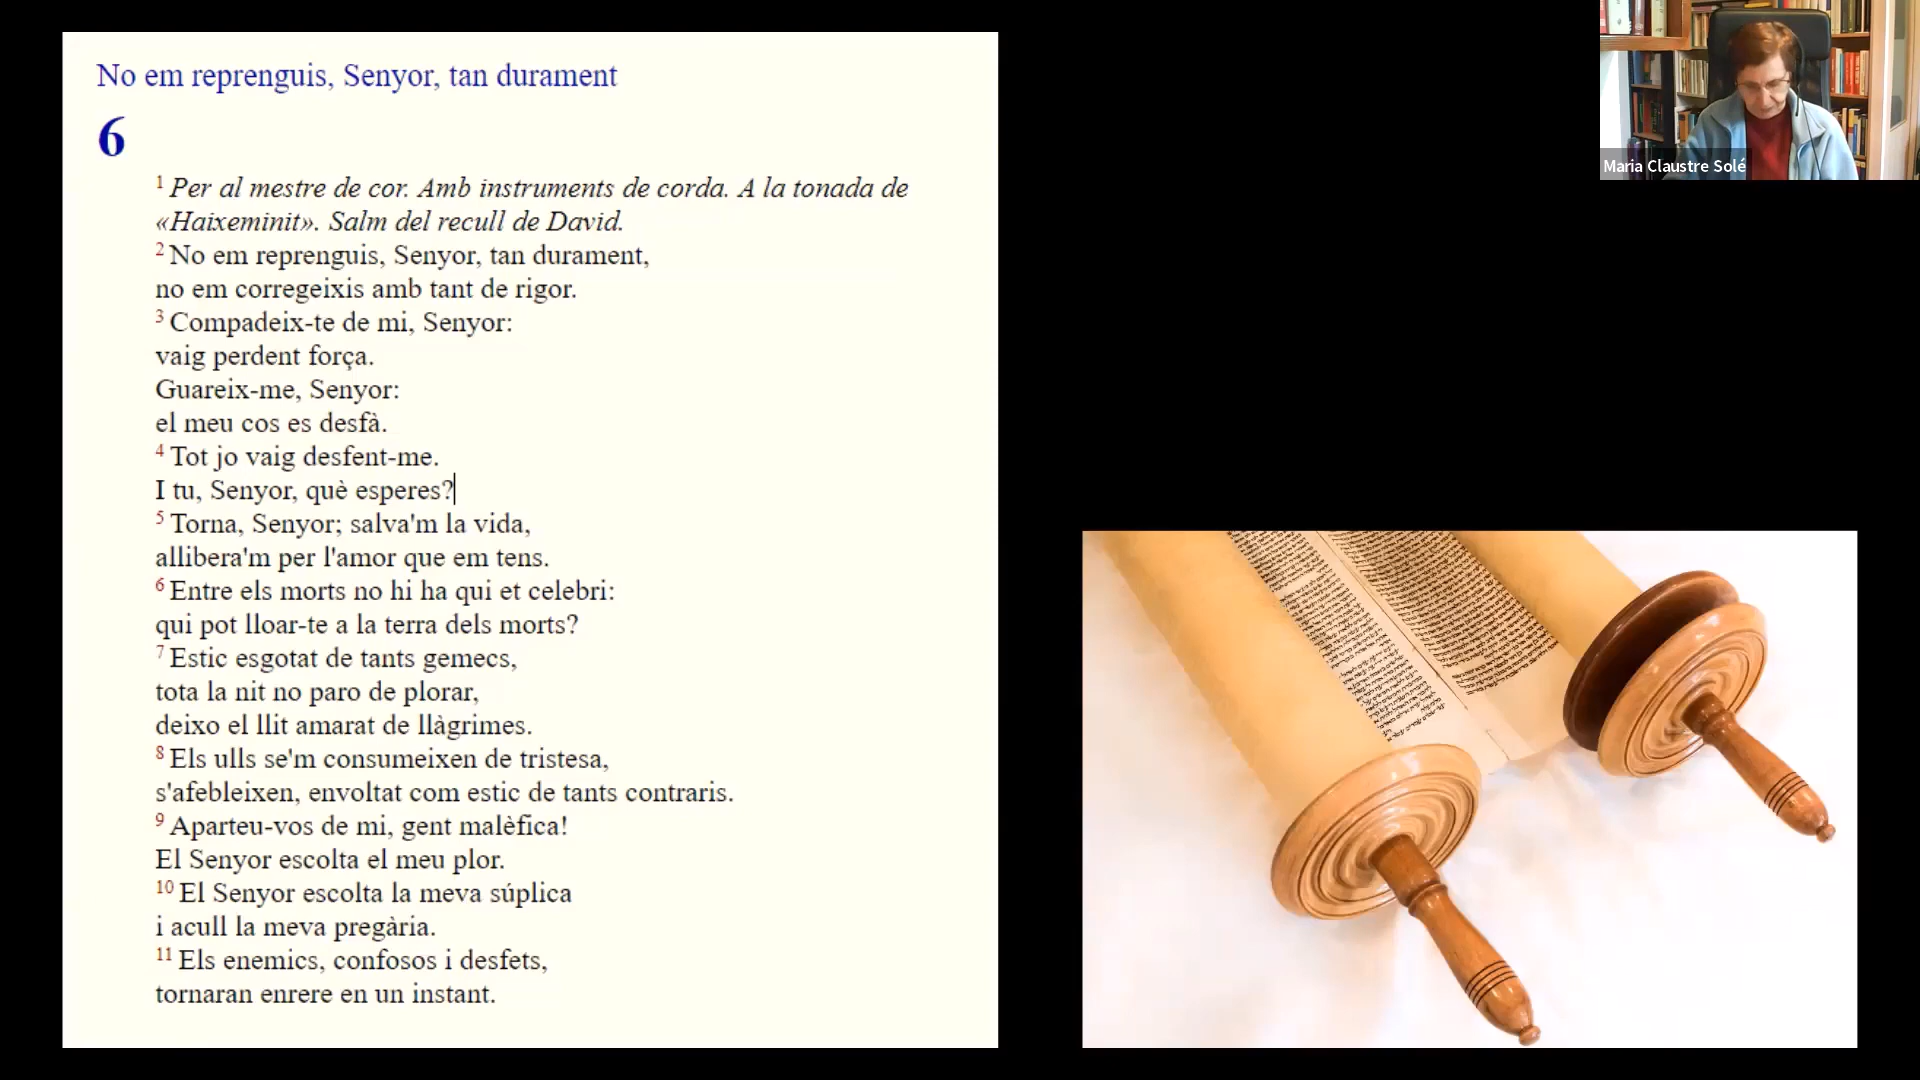 No em reprenguis, Senyor, tan durament
6
1 Per al mestre de cor. Amb instruments de corda. A la tonada de
«Haixeminit». Salm del recull de David.
2 No em reprenguis, Senyor, tan durament,
no em corregeixis amb tant de rigor.
3 Compadeix-te de mi, Senyor:
vaig perdent força.
Guareix-me, Senyor:
el meu cos es desfà.
4 Tot jo vaig desfent-me.
I tu, Senyor, què esperes?
5 Torna, Senyor; salva'm la vida,
allibera'm per l'amor que em tens.
6 Entre els morts no hi ha qui et celebri:
qui pot lloar-te a la terra dels morts?
7 Estic esgotat de tants gemecs,
tota la nit no paro de plorar,
deixo el llit amarat de llàgrimes.
8 Els ulls se'm consumeixen de tristesa,
s'afebleixen, envoltat com estic de tants contraris.
9 Aparteu-vos de mi, gent malèfica!
El Senyor escolta el meu plor.
10 El Senyor escolta la meva súplica
i acull la meva pregària.
11 Els enemics, confosos i desfets,
tornaran enrere en un instant.
Maria Claustre Solé